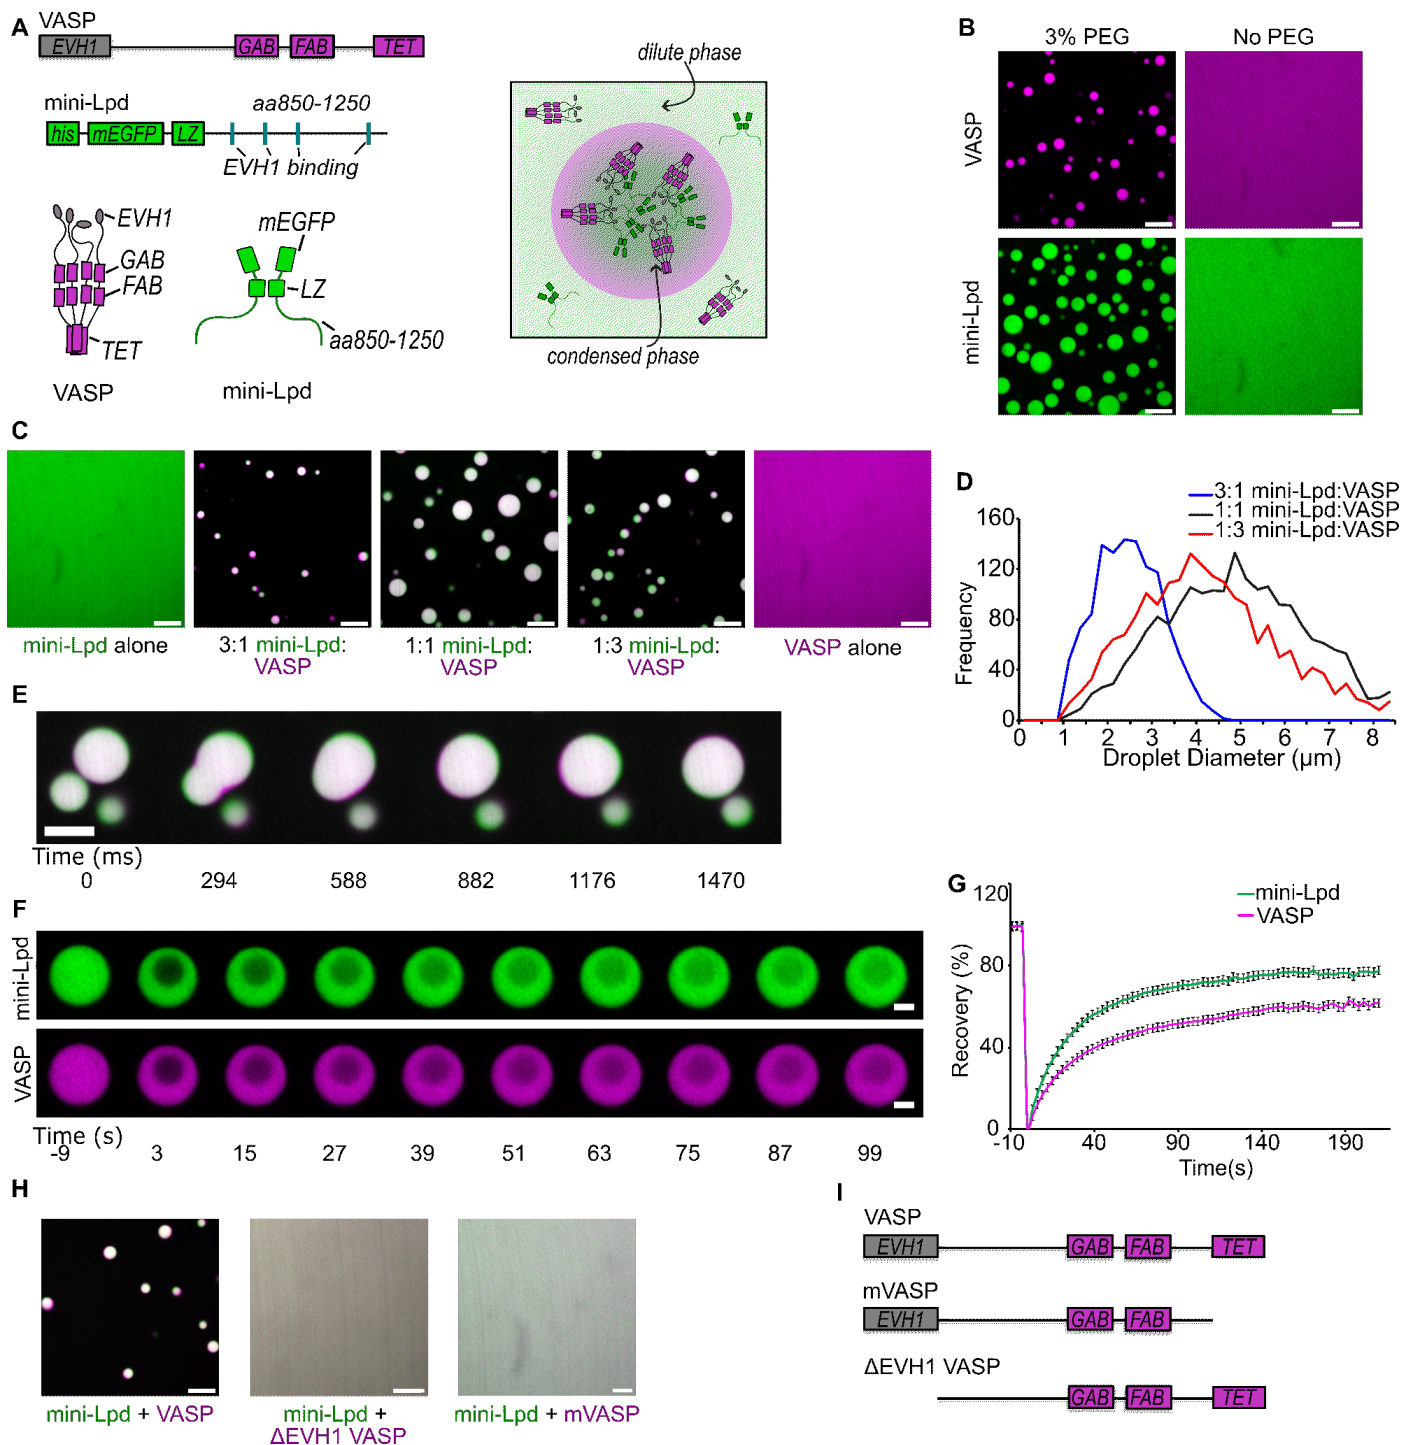 A
VASP
EVH1 GAB FAB TET
mini-Lpd
aa850-1250
his mEGFP LZ
EVH1 binding
EVH1
GAB
FAB
TET
VASP
mEGFP
LZ
aa850-1250
mini-Lpd
dilute phase
condensed phase
B
3% PEG No PEG
VASP
mini-Lpd
C
mini-Lpd alone
3:1 mini-Lpd:
VASP
1:1 mini-Lpd:
VASP
1:3 mini-Lpd:
VASP
VASP alone
D
3:1 mini-Lpd:VASP
1:1 mini-Lpd:VASP
1:3 mini-Lpd:VASP
Frequency
160
120
80
40
0
0 1 2 3 4 5 6 7 8
Droplet Diameter (µm)
E
Time (ms)
0 294 588 882 1176 1470
F
mini-Lpd
VASP
Time (s)
-9 3 15 27 39 51 63 75 87 99
G
mini-Lpd
VASP
Recovery (%)
120
80
40
0
-10 40 90 140 190
Time(s)
H
mini-Lpd + VASP
mini-Lpd +
ΔEVH1 VASP
mini-Lpd + mVASP
I
VASP
EVH1 GAB FAB TET
mVASP
EVH1 GAB FAB
ΔEVH1 VASP
GAB FAB TET